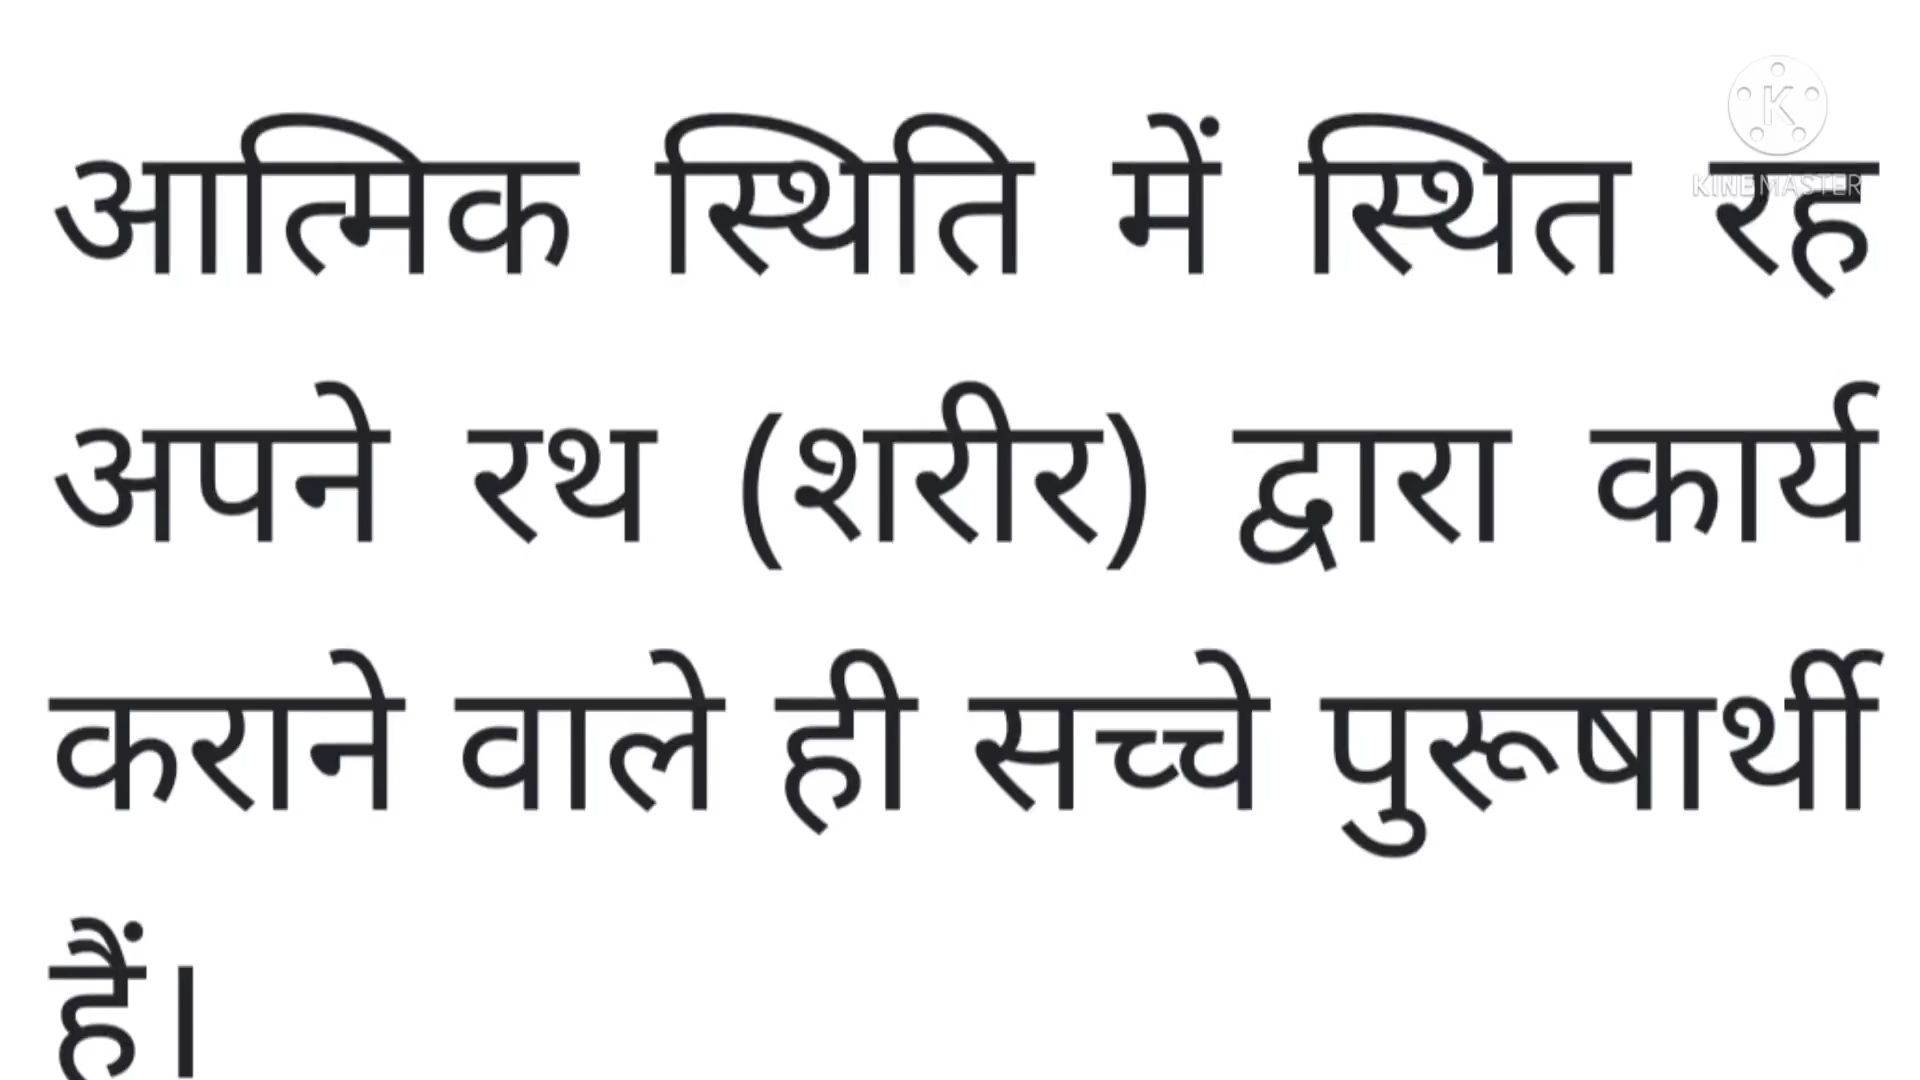 आत्मिक स्थिति में स्थित रह
अपने रथ (शरीर) द्वारा कार्य
कराने वाले ही सच्चे पुरूषार्थी
हैं।
K
KINEMASTER